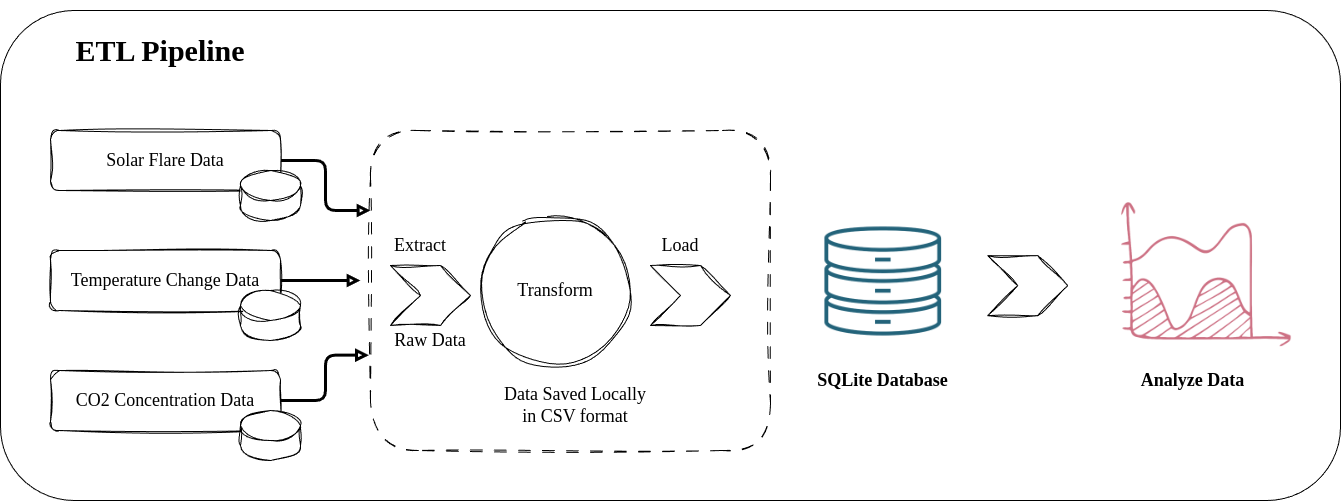 ETL Pipeline
Solar Flare Data
Temperature Change Data
CO2 Concentration Data
Extract
Raw Data
Transform
Data Saved Locally
in CSV format
Load
SQLite Database
Analyze Data